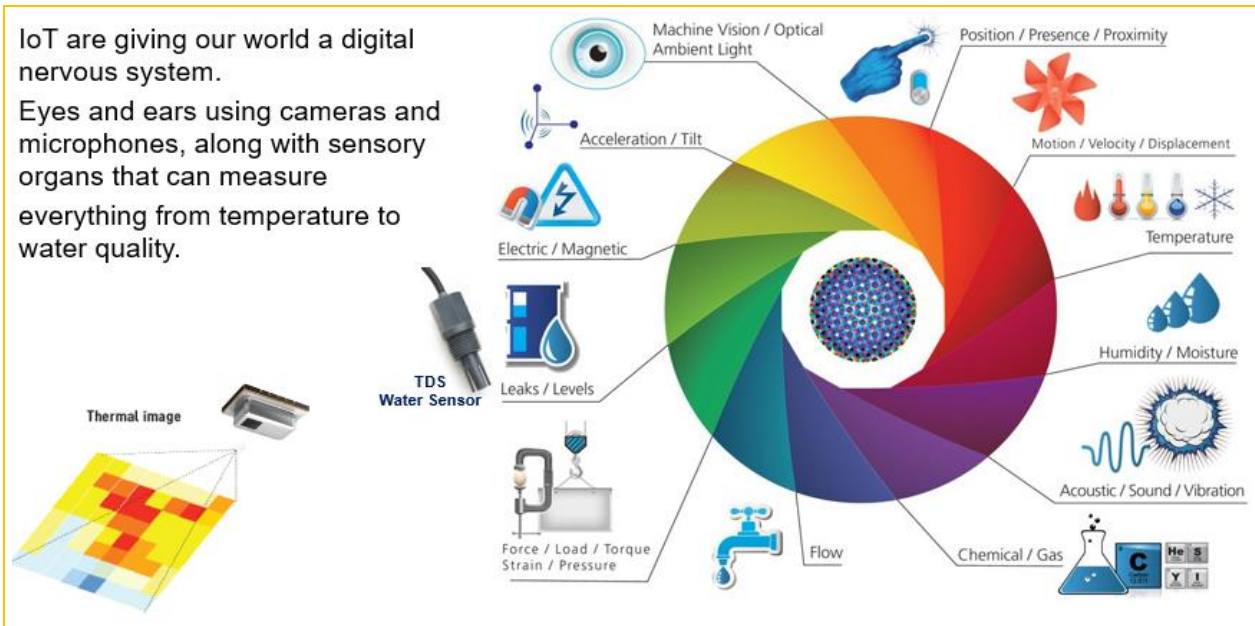 IoT are giving our world a digital
nervous system.
Eyes and ears using cameras and
microphones, along with sensory
organs that can measure
everything from temperature to
water quality.
Machine Vision / Optical
Ambient Light
Position / Presence / Proximity
Acceleration / Tilt
Motion / Velocity / Displacement
Electric / Magnetic
Temperature
TDS
Water Sensor
Leaks / Levels
Humidity / Moisture
Thermal image
Acoustic / Sound / Vibration
Force / Load / Torque
Strain / Pressure
Flow
Chemical / Gas
C
Carbon
He
S
Y
I